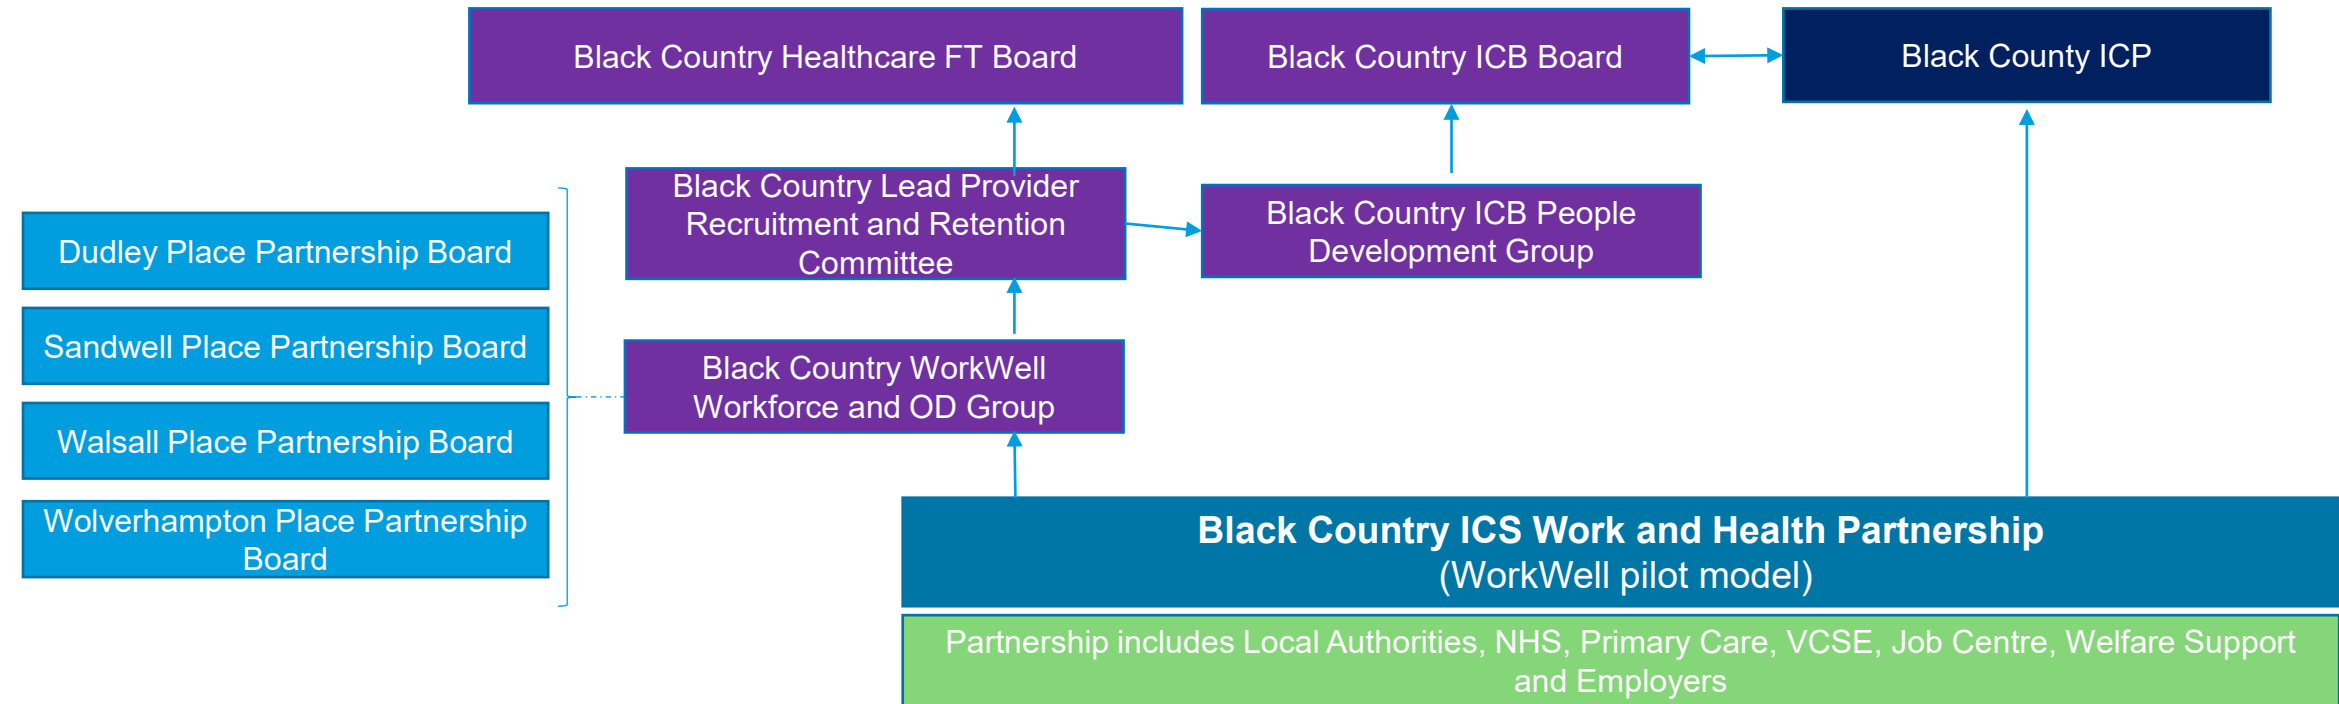 Black Country Healthcare FT Board
Black Country ICB Board
Black County ICP
Black Country Lead Provider
Recruitment and Retention
Committee
Black Country ICB People
Development Group
Dudley Place Partnership Board
Sandwell Place Partnership Board
Walsall Place Partnership Board
Wolverhampton Place Partnership
Board
Black Country WorkWell
Workforce and OD Group
Black Country ICS Work and Health Partnership
(WorkWell pilot model)
Partnership includes Local Authorities, NHS, Primary Care, VCSE, Job Centre, Welfare Support
and Employers